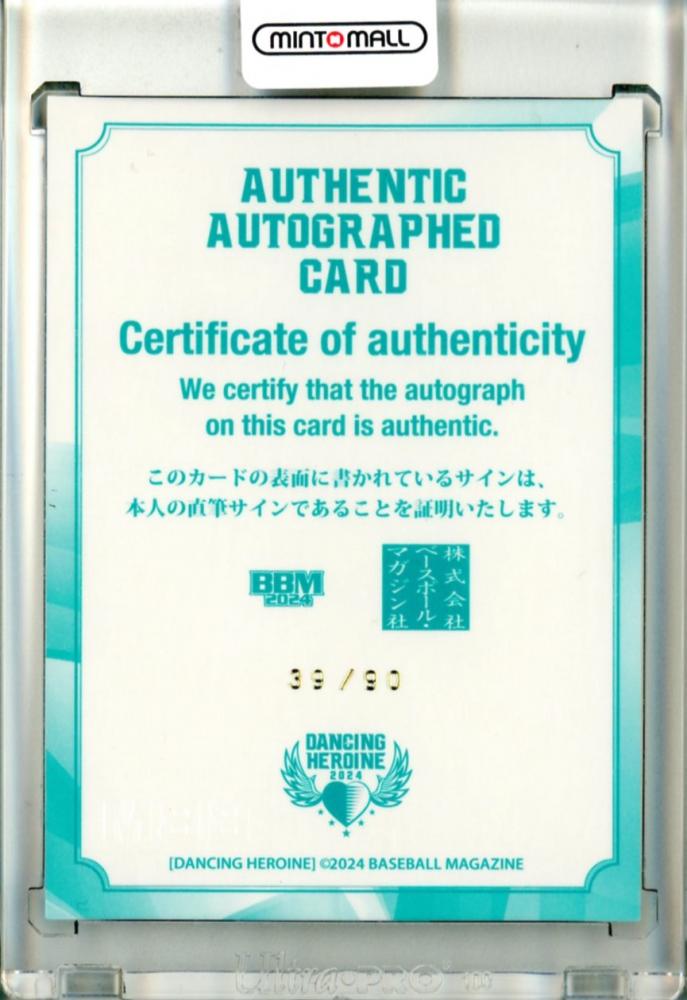 MINTMALL
AUTHENTIC
AUTOGRAPHED
CARD
Certificate of authenticity
We certify that the autograph
on this card is authentic.
このカードの表面に書かれているサインは、
本人の直筆サインであることを証明いたします。
BBM
2024
株式会社
ベースボール・
マガジン社
39/90
DANCING
HEROINE
2024
[DANCING HEROINE] ©2024 BASEBALL MAGAZINE
Ultra·PRO